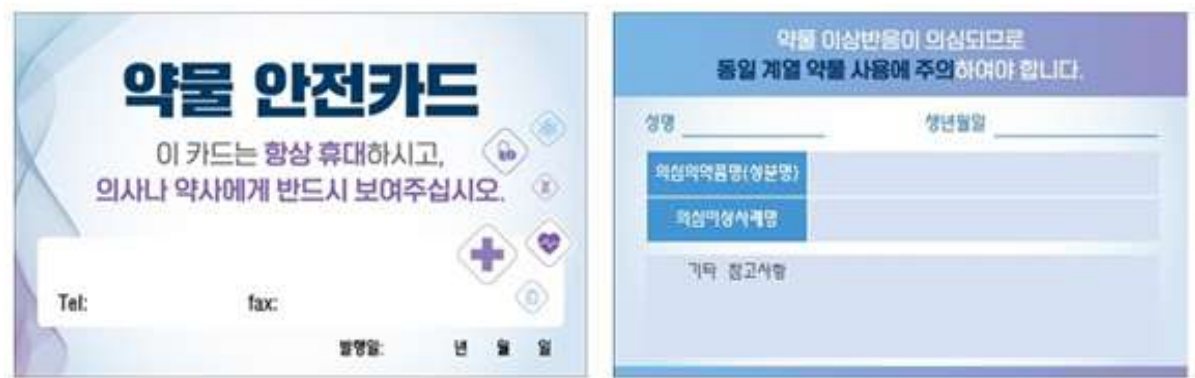 약물 안전카드
이 카드는 항상 휴대하시고,
의사나 약사에게 반드시 보여주십시오.
Tel: fax:
발행일: 년 월 일
약물 이상반응이 의심되므로
동일 계열 약물 사용에 주의하여야 합니다.
성명 생년월일
의심의약품명(성분명)
의심이상사례명
기타 참고사항